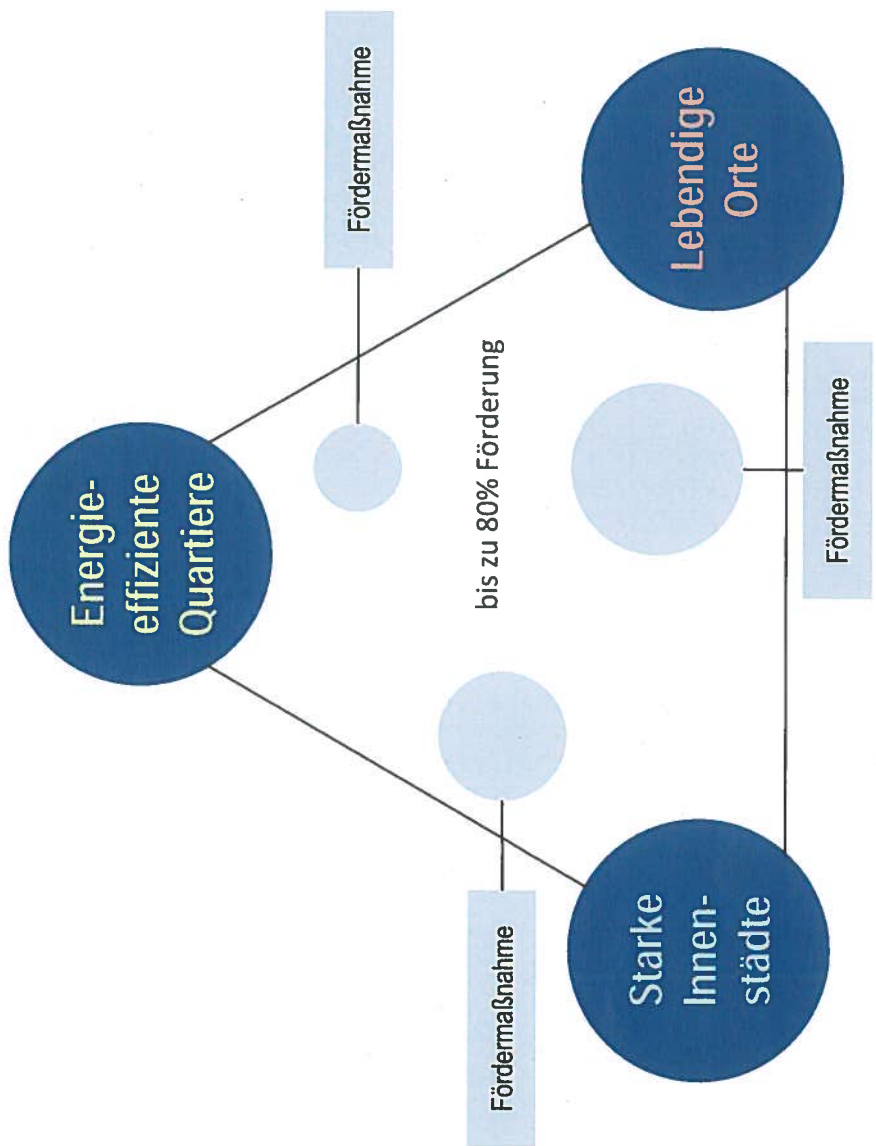 Energie-
effiziente
Quartiere
Fördermaßnahme
Fördermaßnahme
bis zu 80% Förderung
Starke
Innen-
städte
Lebendige
Orte
Fördermaßnahme